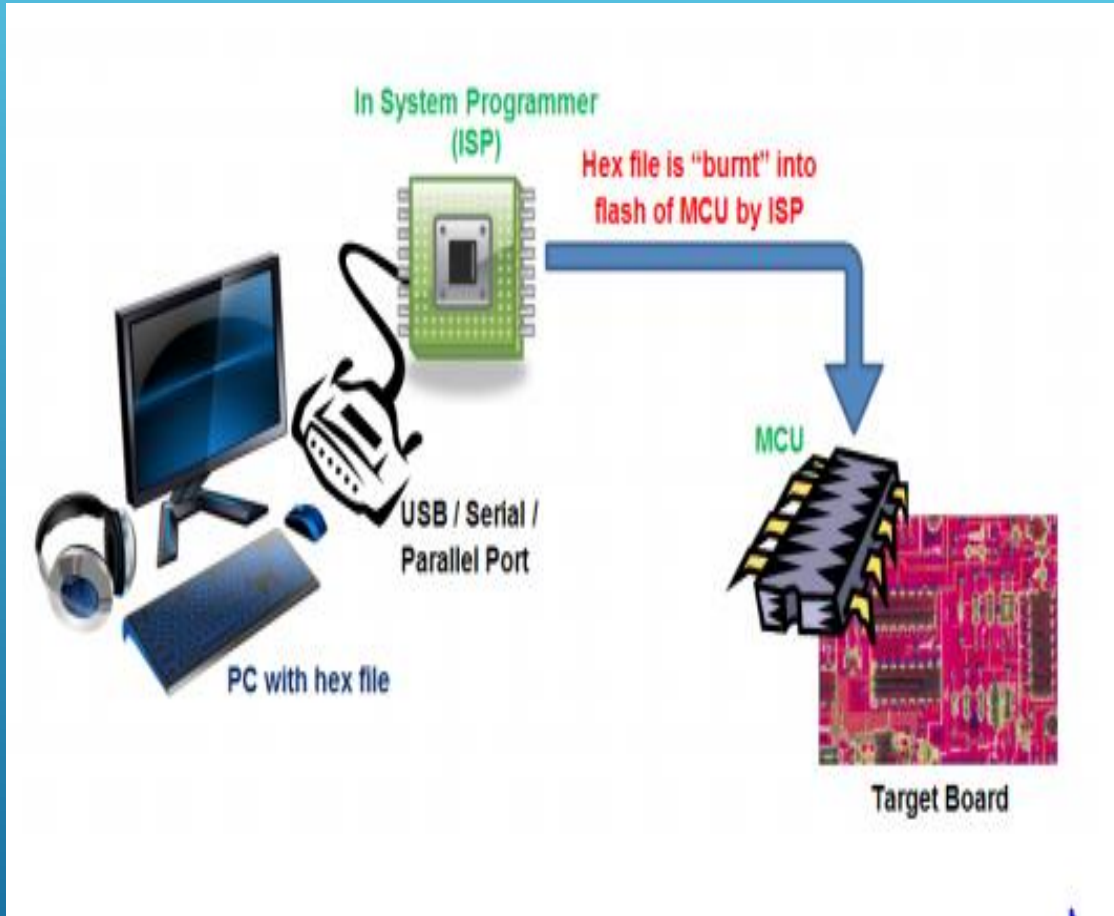 In System Programmer
(ISP)
Hex file is “burnt” into
flash of MCU by ISP
MCU
USB / Serial /
Parallel Port
PC with hex file
Target Board